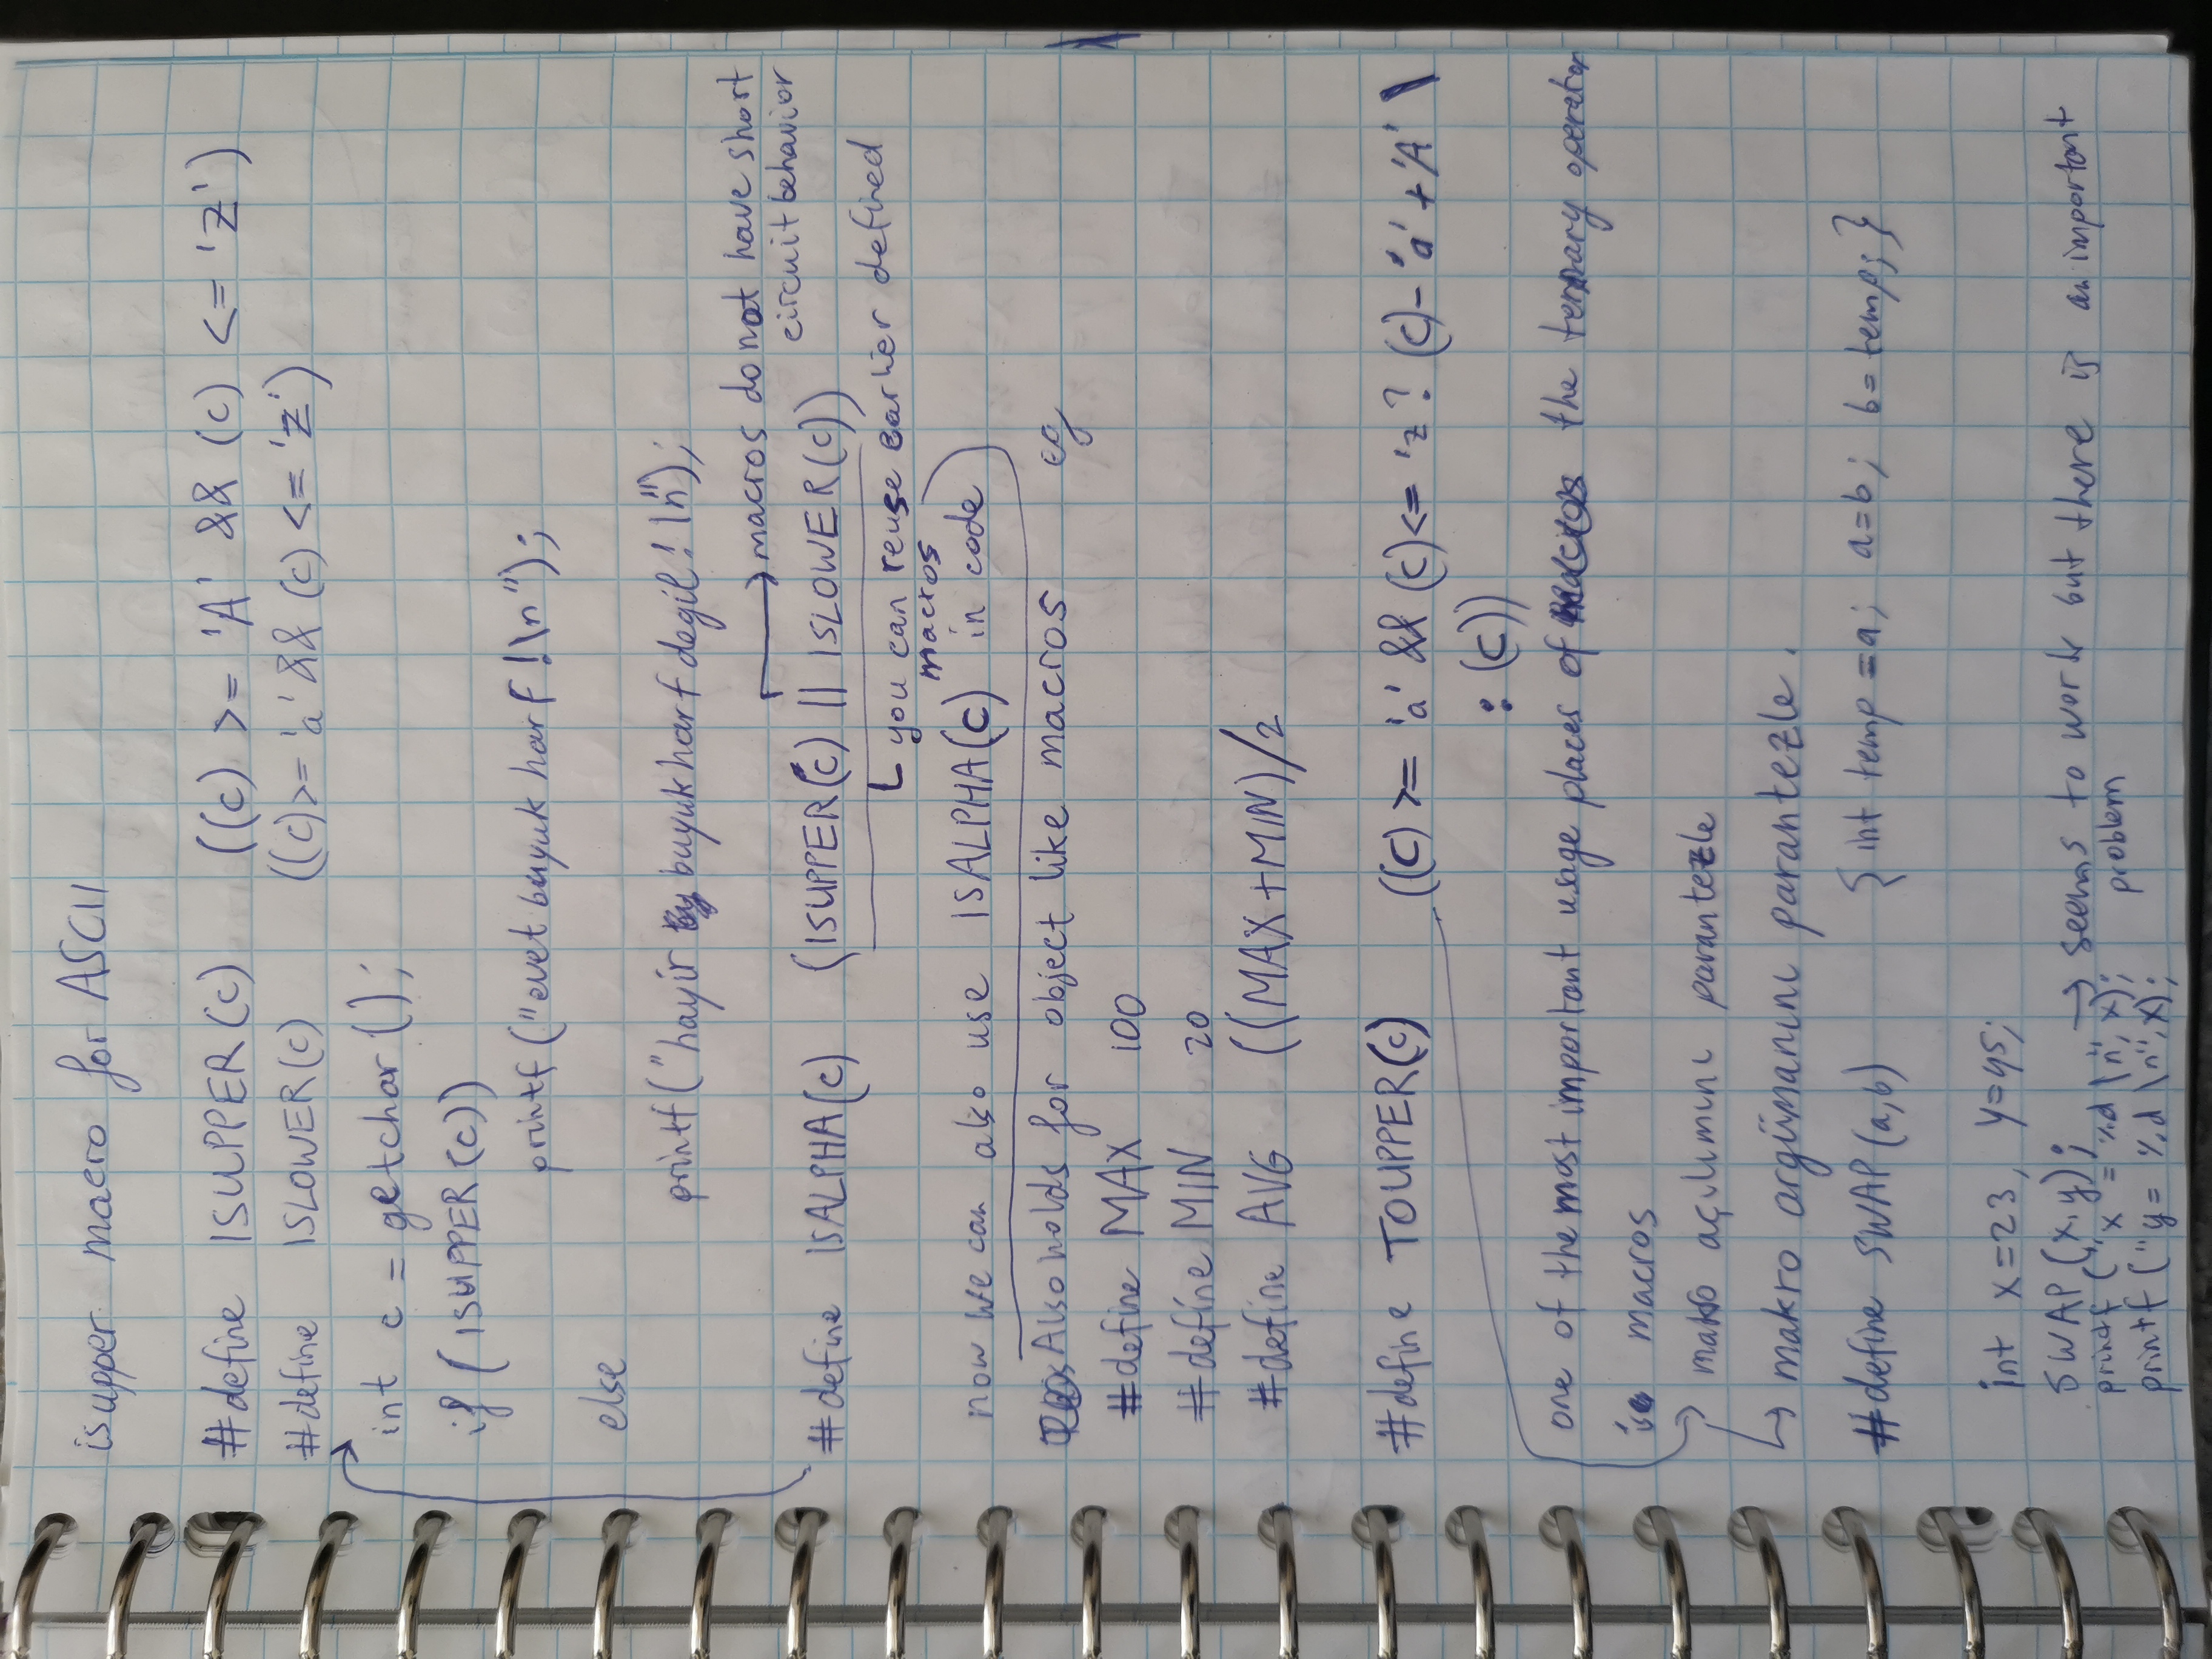 isupper macro for ASCII
#define ISUPPER(c) ((c) >= 'A' && (c) <= 'Z')
#define ISLOWER(c) ((c)>= 'a' && (c) <= 'z')
int c = getchar();
if (ISUPPER(c))
printf("evet buyuk harf!\n");
else
printf("hayir buyuk harf degil!\n");
macros do not have short
circuit behavior
#define ISALPHA(c) (ISUPPER(c) || ISLOWER(c))
you can reuse earlier defined
macros
now we can also use ISALPHA(c) in code
Also holds for object like macros eg
#define MAX 100
#define MIN 20
#define AVG ((MAX+MIN)/2
#define TOUPPER(c) ((c) >= 'a' && (c)<= 'z? (c)- 'a' + 'A' \
: (c))
one of the most important usage places of the ternary operator
is macros
makro açılımını parantezle
makro argümanını parantezle.
#define SWAP(a,b) {int temp=a; a=b; b=temp;}
int x=23, y=45;
SWAP(x,y); → seems to work but there is an important
problem
printf("x = %d \n", x);
printf("y= %d \n",x);